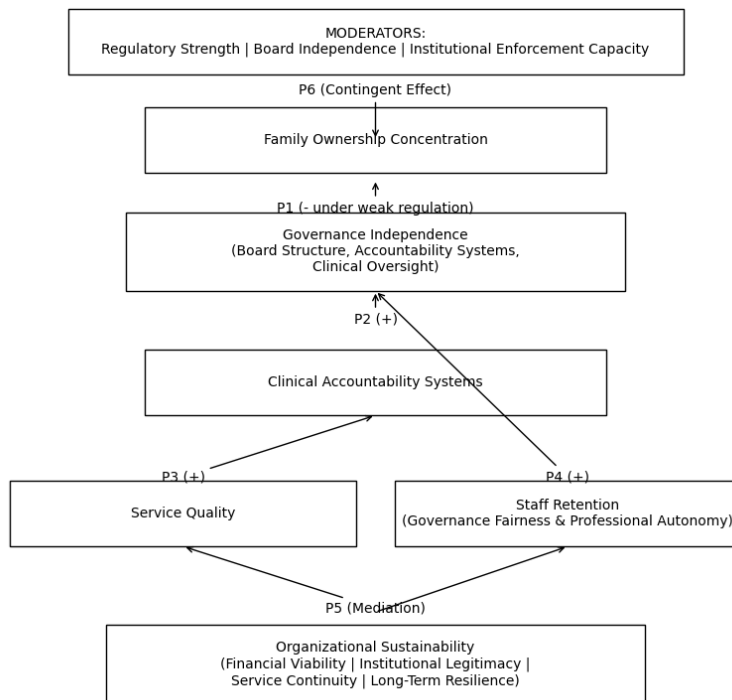 MODERATORS:
Regulatory Strength | Board Independence | Institutional Enforcement Capacity
P6 (Contingent Effect)
Family Ownership Concentration
P1 (- under weak regulation)
Governance Independence
(Board Structure, Accountability Systems,
Clinical Oversight)
P2 (+)
Clinical Accountability Systems
P3 (+)
P4 (+)
Service Quality
Staff Retention
(Governance Fairness & Professional Autonomy)
P5 (Mediation)
Organizational Sustainability
(Financial Viability | Institutional Legitimacy |
Service Continuity | Long-Term Resilience)